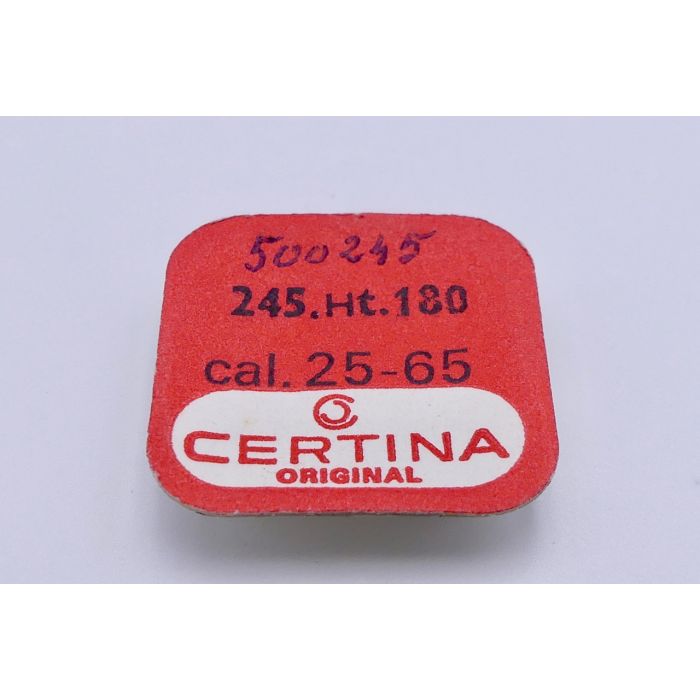 500245
245.Ht.180
cal. 25-65
CERTINA
ORIGINAL